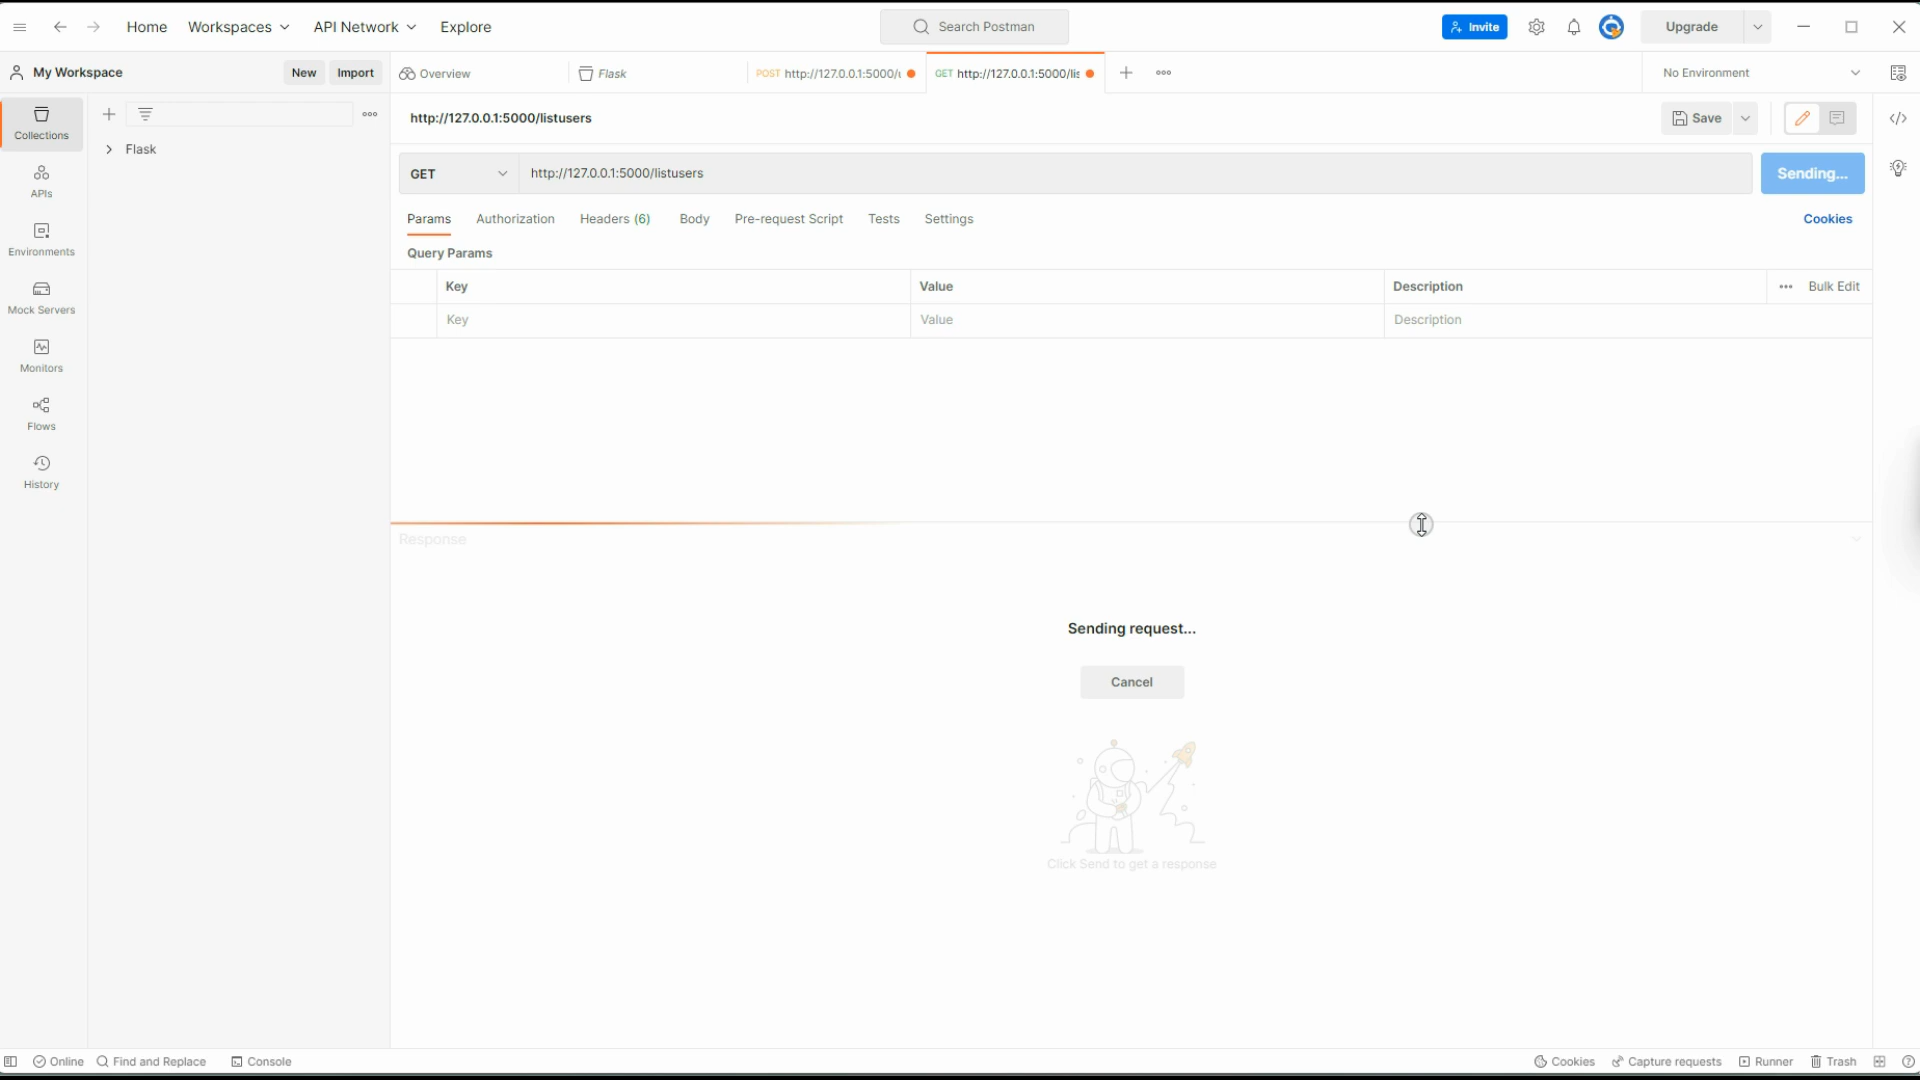 Home Workspaces API Network Explore Search Postman Invite Upgrade
My Workspace New Import Overview Flask POST http://127.0.0.1:5000/ GET http://127.0.0.1:5000/lis No Environment
http://127.0.0.1:5000/listusers Save
Collections
Flask
GET http://127.0.0.1:5000/listusers Sending...
APIs
Params Authorization Headers (6) Body Pre-request Script Tests Settings Cookies
Environments
Query Params
Key Value Description Bulk Edit
Mock Servers
Key Value Description
Monitors
Flows
History
Response
Sending request...
Cancel
Click Send to get a response
Online Find and Replace Console Cookies Capture requests Runner Trash